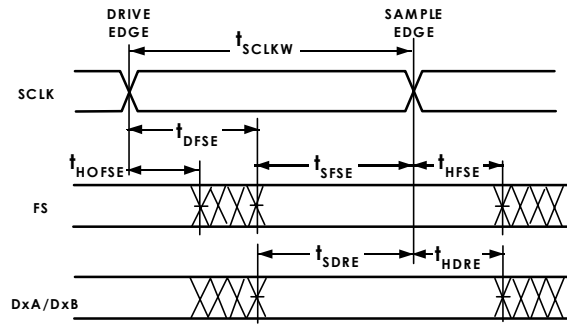 DRIVE EDGE
SAMPLE EDGE
tSCLKW
SCLK
tDFSE
tHOFSE
tSFSE
tHFSE
FS
tSDRE
tHDRE
DxA/DxB